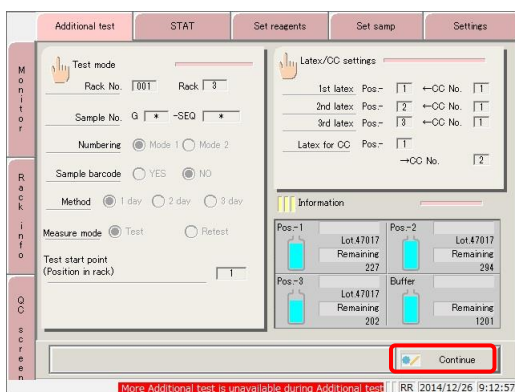 Additional test
STAT
Set reagents
Set samp
Settings
Monitor
Rack info
QC screen
Test mode
Rack No. 001 Rack 3
Sample No. G * -SEQ *
Numbering Mode 1 Mode 2
Sample barcode YES NO
Method 1 day 2 day 3 day
Measure mode Test Retest
Test start point
(Position in rack) 1
Latex/CC settings
1st latex Pos.- 1 ←CC No. 1
2nd latex Pos.- 2 ←CC No. 1
3rd latex Pos.- 3 ←CC No. 1
Latex for CC Pos.- 1
→CC No. 2
Information
Pos.-1
Lot.47017
Remaining
227
Pos.-2
Lot.47017
Remaining
294
Pos.-3
Lot.47017
Remaining
202
Buffer
Remaining
1201
Continue
More Additional test is unavailable during Additional test RR 2014/12/26 9:12:57